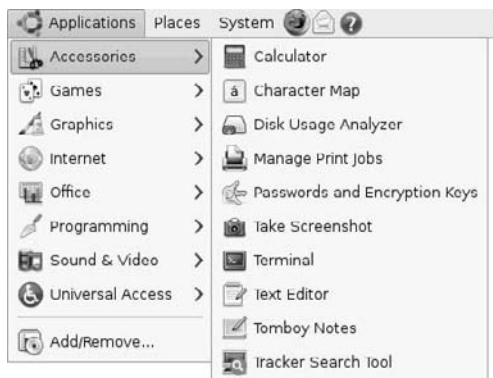 Applications Places System
Accessories
Games
Graphics
Internet
Office
Programming
Sound & Video
Universal Access
Add/Remove...
Calculator
á Character Map
Disk Usage Analyzer
Manage Print Jobs
Passwords and Encryption Keys
Take Screenshot
Terminal
Text Editor
Tomboy Notes
Tracker Search Tool